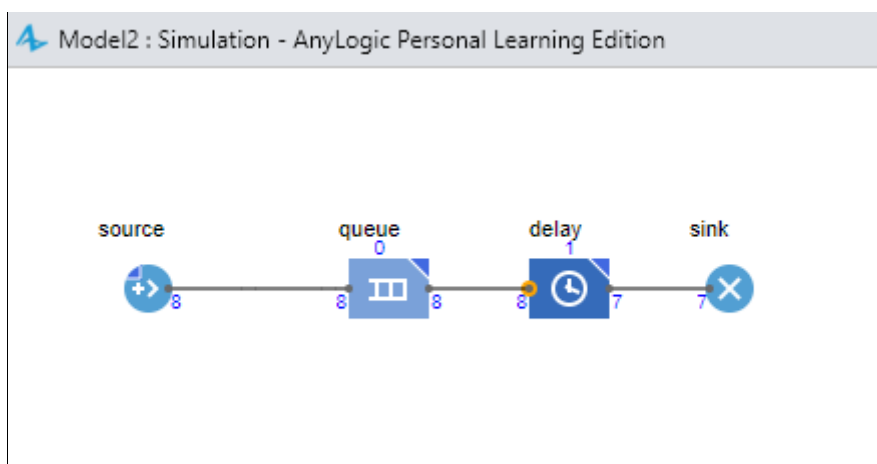 Model2 : Simulation - AnyLogic Personal Learning Edition
source queue delay sink
0 1
8 8 8 8 7 7